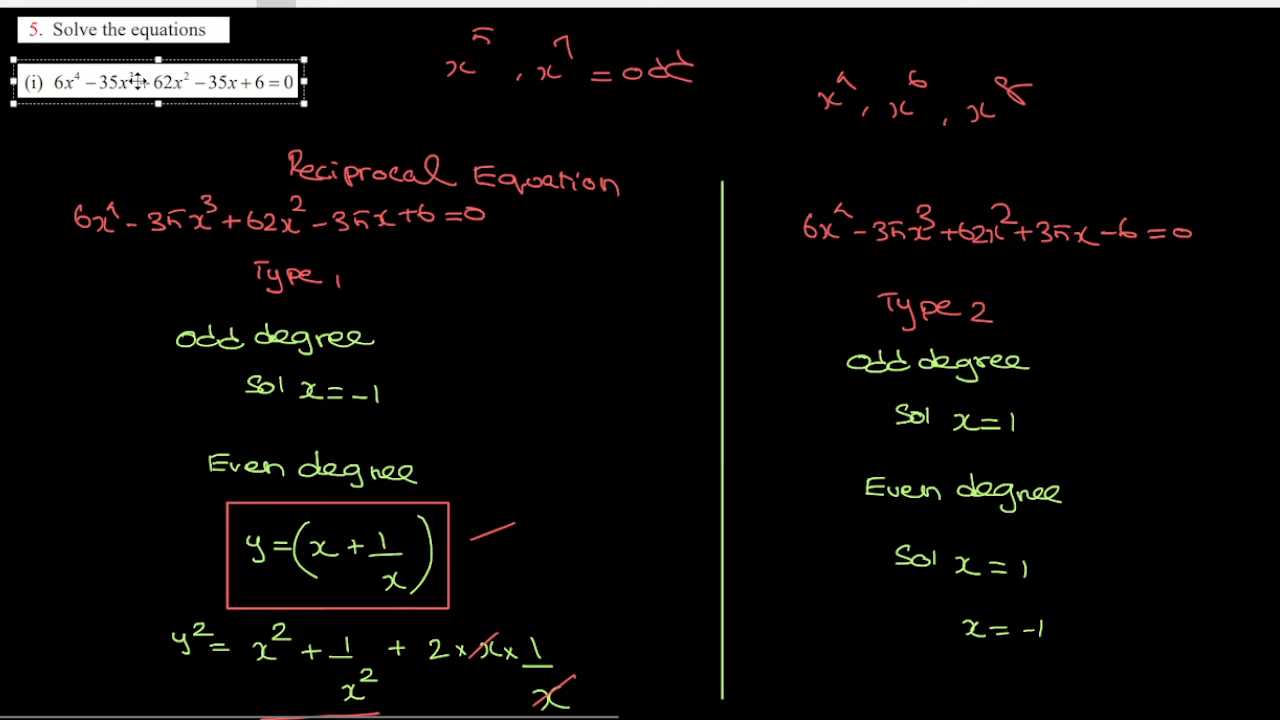 5. Solve the equations
(i) 6x⁴ − 35x³ + 62x² − 35x + 6 = 0
x⁵, x⁷ = odd
x⁴, x⁶, x⁸
Reciprocal Equation
6x⁴ − 35x³ + 62x² − 35x + 6 = 0
Type 1
odd degree
Sol x = −1
Even degree
y = (x + 1/x)
y² = x² + 1/x² + 2 × x × 1/x
6x⁴ − 35x³ + 62x² + 35x − 6 = 0
Type 2
odd degree
Sol x = 1
Even degree
Sol x = 1
x = −1